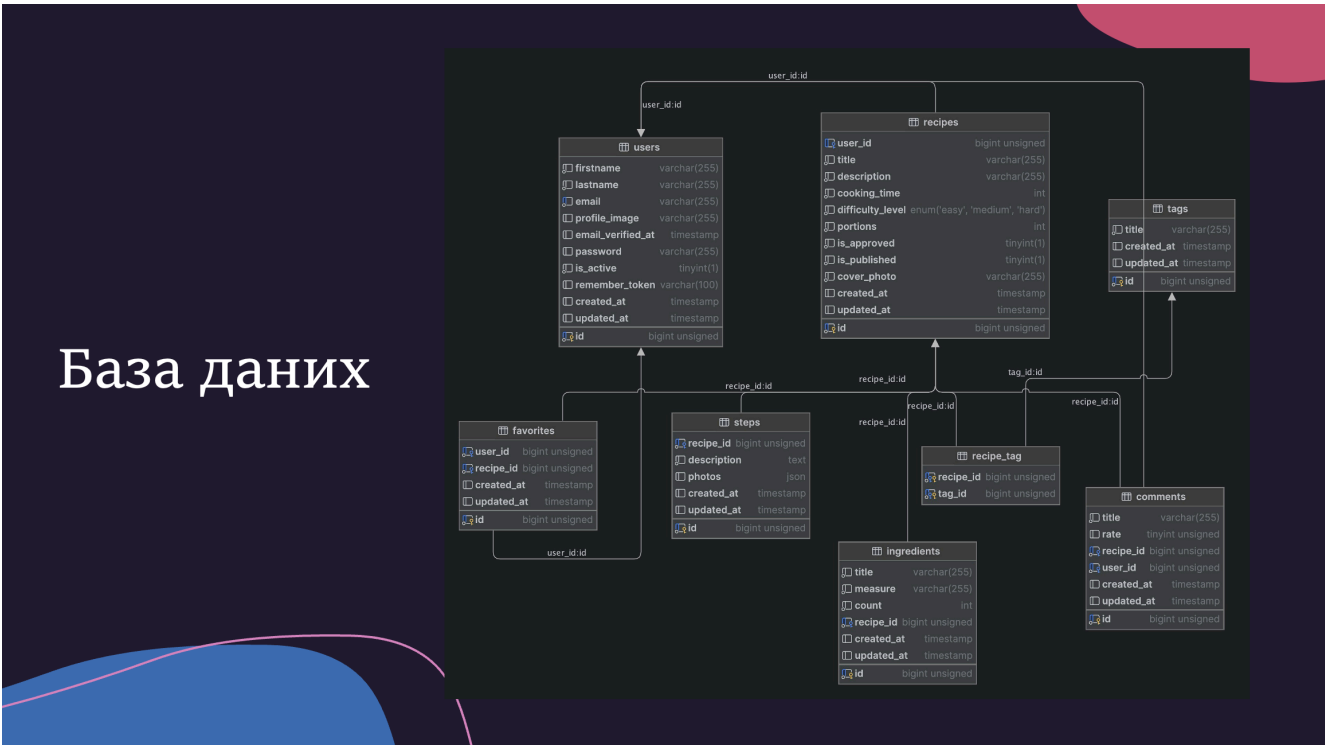 База даних
user_id:id
user_id:id
users
firstname varchar(255)
lastname varchar(255)
email varchar(255)
profile_image varchar(255)
email_verified_at timestamp
password varchar(255)
is_active tinyint(1)
remember_token varchar(100)
created_at timestamp
updated_at timestamp
id bigint unsigned
recipes
user_id bigint unsigned
title varchar(255)
description varchar(255)
cooking_time int
difficulty_level enum('easy', 'medium', 'hard')
portions int
is_approved tinyint(1)
is_published tinyint(1)
cover_photo varchar(255)
created_at timestamp
updated_at timestamp
id bigint unsigned
tags
title varchar(255)
created_at timestamp
updated_at timestamp
id bigint unsigned
recipe_id:id
recipe_id:id
tag_id:id
recipe_id:id
recipe_id:id
recipe_id:id
favorites
user_id bigint unsigned
recipe_id bigint unsigned
created_at timestamp
updated_at timestamp
id bigint unsigned
user_id:id
steps
recipe_id bigint unsigned
description text
photos json
created_at timestamp
updated_at timestamp
id bigint unsigned
recipe_tag
recipe_id bigint unsigned
tag_id bigint unsigned
ingredients
title varchar(255)
measure varchar(255)
count int
recipe_id bigint unsigned
created_at timestamp
updated_at timestamp
id bigint unsigned
comments
title varchar(255)
rate tinyint unsigned
recipe_id bigint unsigned
user_id bigint unsigned
created_at timestamp
updated_at timestamp
id bigint unsigned